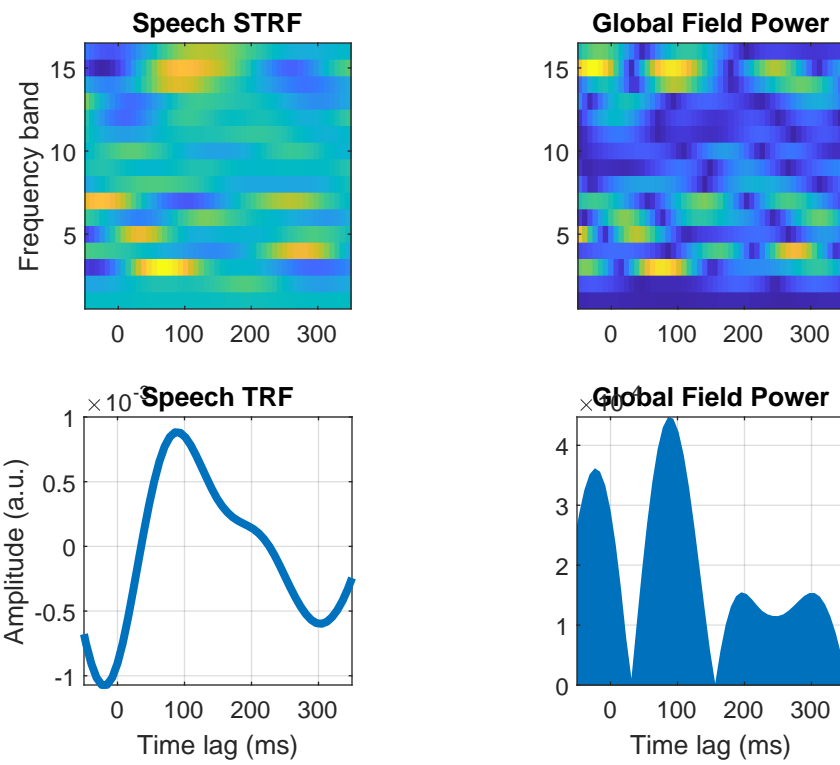 Speech STRF
Frequency band
15
10
5
0 100 200 300
Global Field Power
15
10
5
0 100 200 300
Speech TRF
×10⁻³
Amplitude (a.u.)
1
0.5
0
-0.5
-1
0 100 200 300
Time lag (ms)
Global Field Power
×10⁻⁴
4
3
2
1
0
0 100 200 300
Time lag (ms)